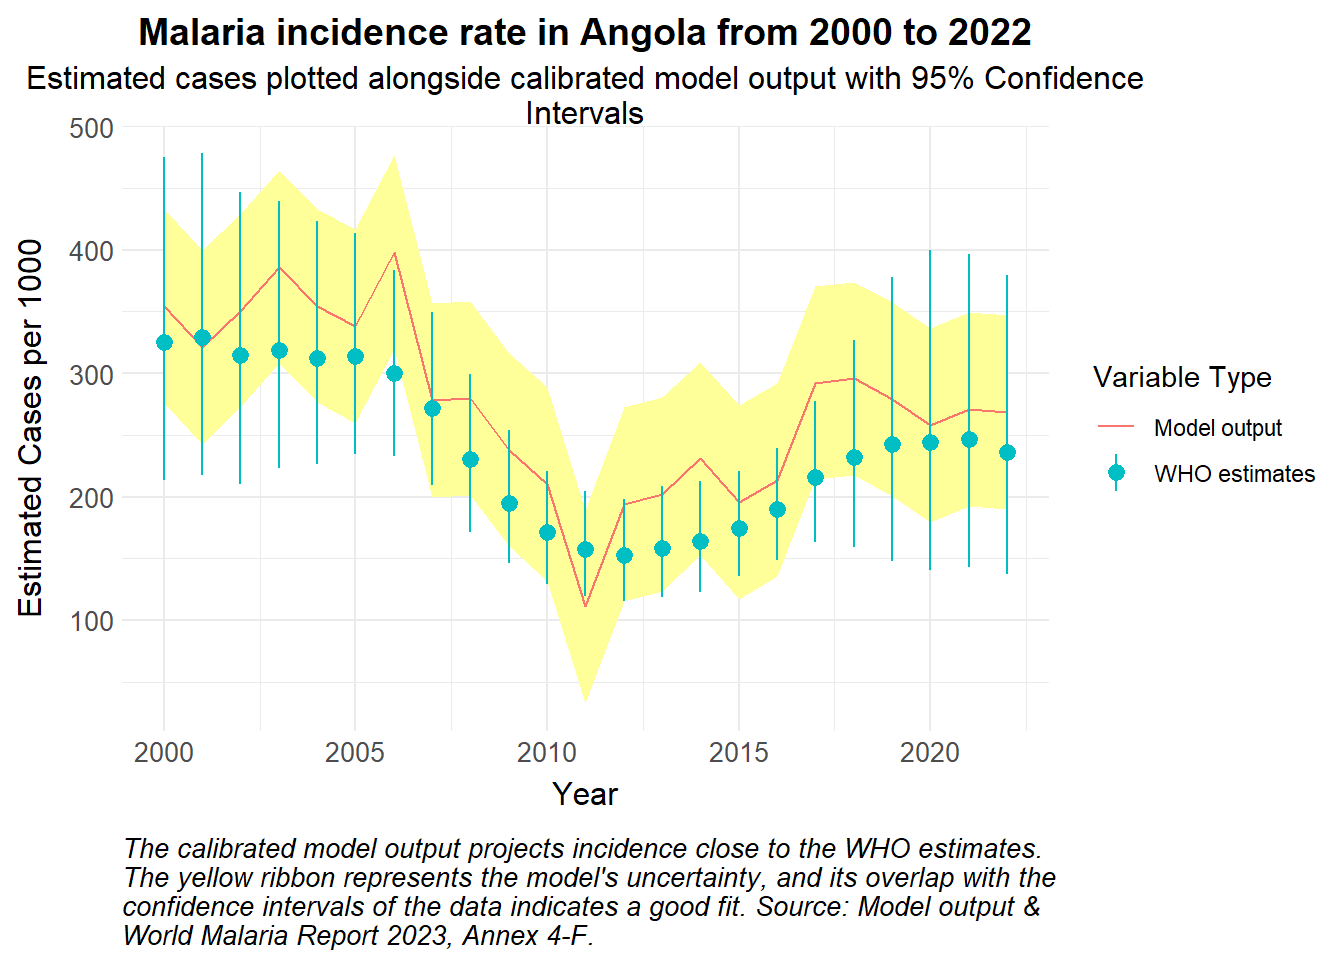 Malaria incidence rate in Angola from 2000 to 2022
Estimated cases plotted alongside calibrated model output with 95% Confidence
Intervals
Estimated Cases per 1000
500
400
300
200
100
2000 2005 2010 2015 2020
Year
Variable Type
Model output
WHO estimates
The calibrated model output projects incidence close to the WHO estimates.
The yellow ribbon represents the model's uncertainty, and its overlap with the
confidence intervals of the data indicates a good fit. Source: Model output &
World Malaria Report 2023, Annex 4-F.